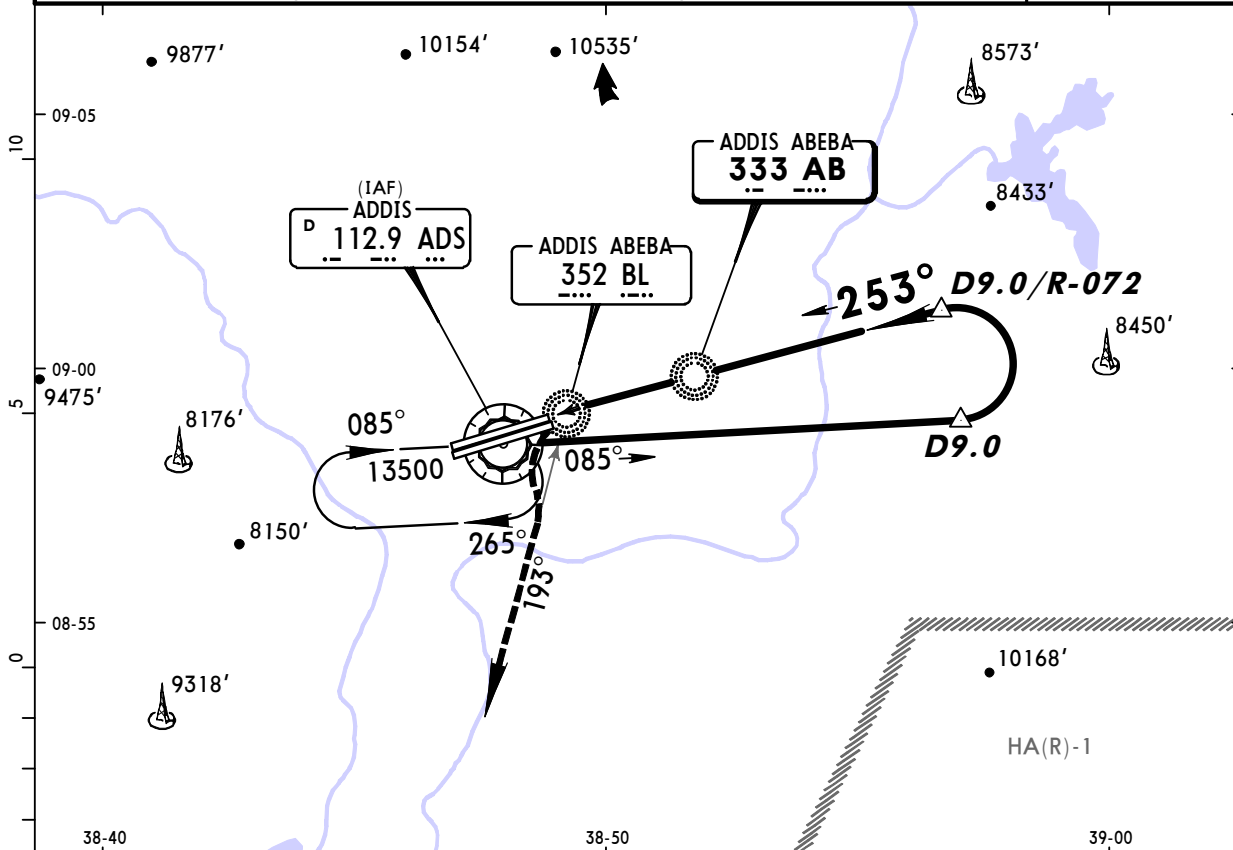 9877'
10154'
10535'
8573'
09-05
10
ADDIS ABEBA
333 AB
(IAF)
ADDIS
D 112.9 ADS
8433'
ADDIS ABEBA
352 BL
253°
D9.0/R-072
8450'
09-00
9475'
5
8176'
085°
13500
085°
D9.0
8150'
265°
193°
08-55
0
10168'
9318'
HA(R)-1
38-40
38-50
39-00